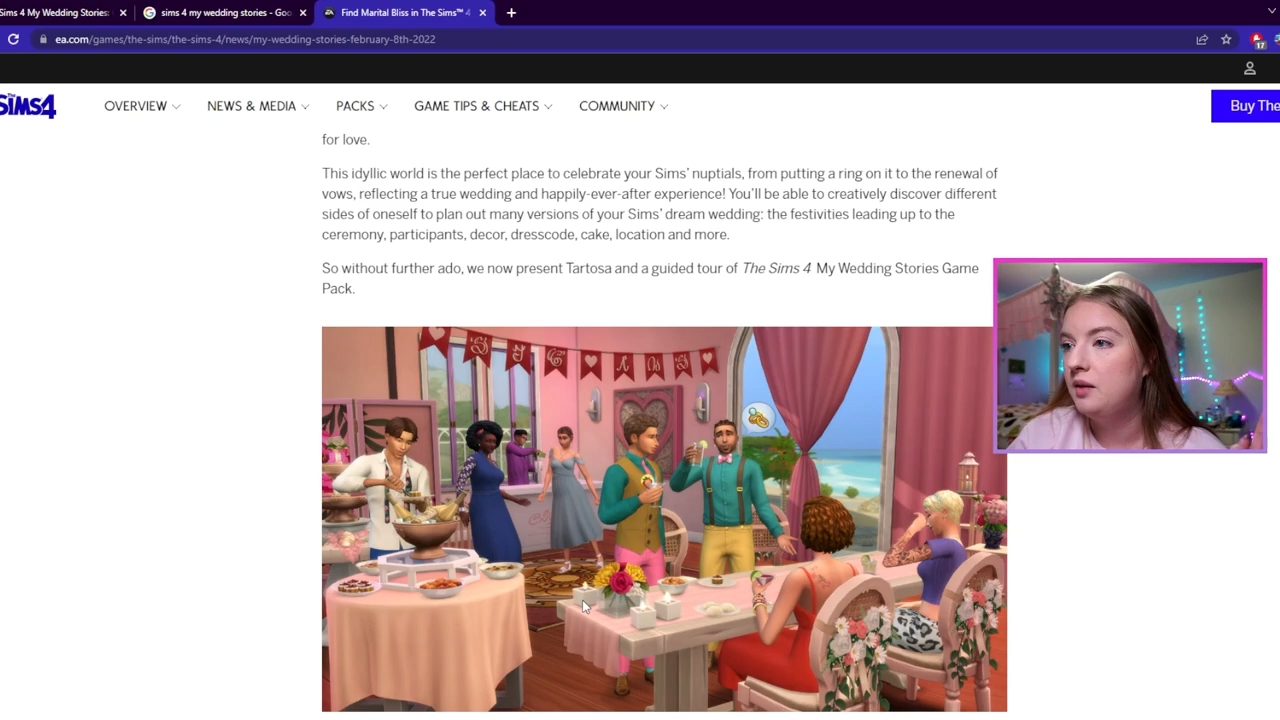 Sims 4 My Wedding Stories:
sims 4 my wedding stories - Goo
Find Marital Bliss in The Sims™ 4
ea.com/games/the-sims/the-sims-4/news/my-wedding-stories-february-8th-2022
17
The
SIMS4
OVERVIEW
NEWS & MEDIA
PACKS
GAME TIPS & CHEATS
COMMUNITY
Buy The
for love.
This idyllic world is the perfect place to celebrate your Sims' nuptials, from putting a ring on it to the renewal of
vows, reflecting a true wedding and happily-ever-after experience! You'll be able to creatively discover different
sides of oneself to plan out many versions of your Sims' dream wedding: the festivities leading up to the
ceremony, participants, decor, dresscode, cake, location and more.
So without further ado, we now present Tartosa and a guided tour of The Sims 4 My Wedding Stories Game
Pack.